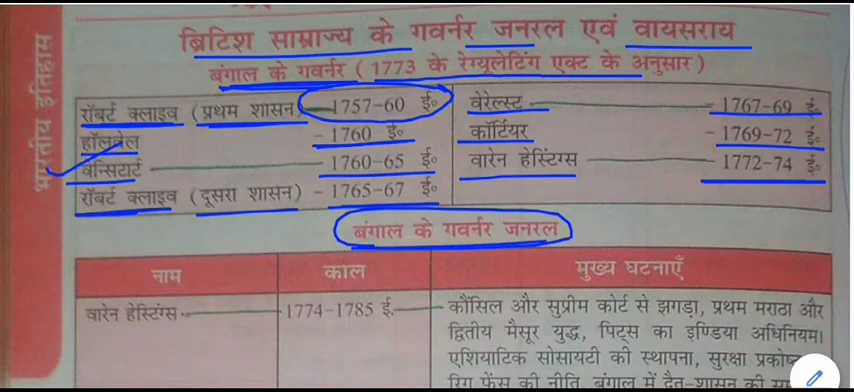 भारतीय इतिहास
ब्रिटिश साम्राज्य के गवर्नर जनरल एवं वायसराय
बंगाल के गवर्नर ( 1773 के रेग्यूलेटिंग एक्ट के अनुसार )
रॉबर्ट क्लाइव (प्रथम शासन) – 1757-60 ई०
हॉलवेल – 1760 ई०
वेन्सिटार्ट – 1760-65 ई०
रॉबर्ट क्लाइव (दूसरा शासन) – 1765-67 ई०
वेरेल्स्ट – 1767-69 ई०
कॉर्टियर – 1769-72 ई०
वारेन हेस्टिंग्स – 1772-74 ई०
बंगाल के गवर्नर जनरल
नाम काल मुख्य घटनाएँ
वारेन हेस्टिंग्स 1774-1785 ई. कौंसिल और सुप्रीम कोर्ट से झगड़ा, प्रथम मराठा और
द्वितीय मैसूर युद्ध, पिट्स का इण्डिया अधिनियम।
एशियाटिक सोसायटी की स्थापना, सुरक्षा
रिंग फेंस की नीति, बंगाल में द्वैत-शासन की